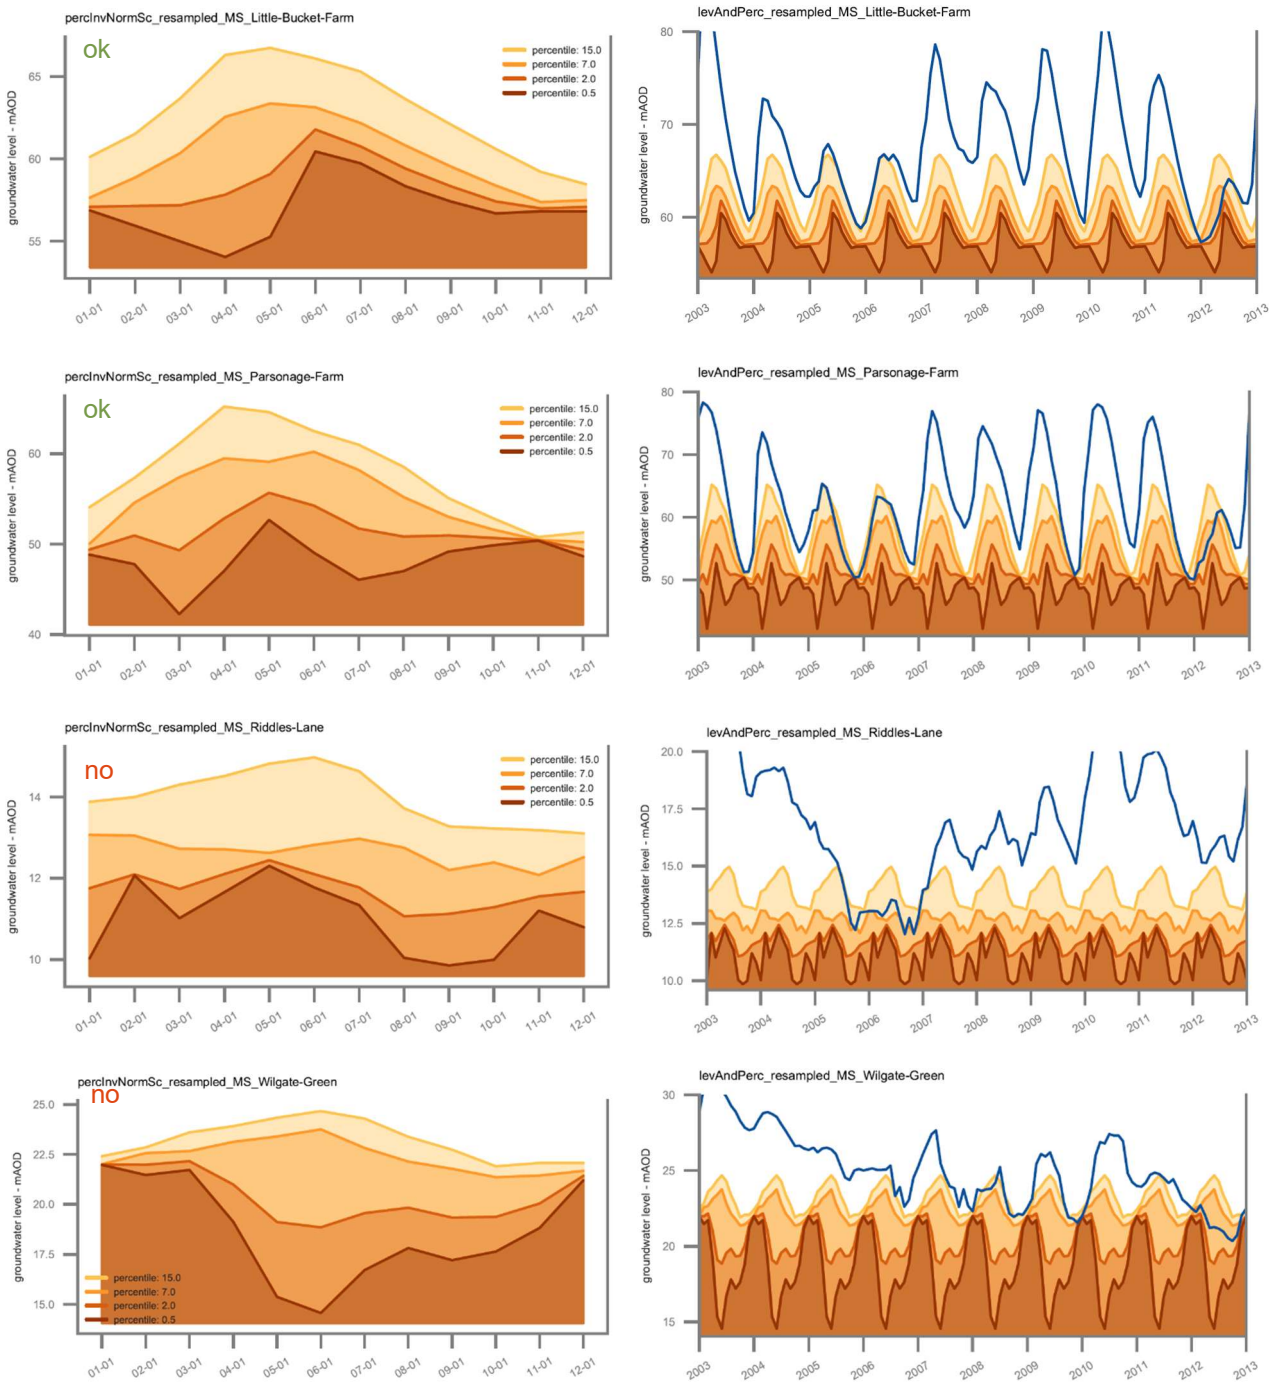 percInvNormSc_resampled_MS_Little-Bucket-Farm
ok
percentile: 15.0
percentile: 7.0
percentile: 2.0
percentile: 0.5
groundwater level - mAOD
65
60
55
01-01 02-01 03-01 04-01 05-01 06-01 07-01 08-01 09-01 10-01 11-01 12-01
levAndPerc_resampled_MS_Little-Bucket-Farm
groundwater level - mAOD
80
70
60
2003 2004 2005 2006 2007 2008 2009 2010 2011 2012 2013
percInvNormSc_resampled_MS_Parsonage-Farm
ok
percentile: 15.0
percentile: 7.0
percentile: 2.0
percentile: 0.5
groundwater level - mAOD
60
50
40
01-01 02-01 03-01 04-01 05-01 06-01 07-01 08-01 09-01 10-01 11-01 12-01
levAndPerc_resampled_MS_Parsonage-Farm
groundwater level - mAOD
80
70
60
50
2003 2004 2005 2006 2007 2008 2009 2010 2011 2012 2013
percInvNormSc_resampled_MS_Riddles-Lane
no
percentile: 15.0
percentile: 7.0
percentile: 2.0
percentile: 0.5
groundwater level - mAOD
14
12
10
01-01 02-01 03-01 04-01 05-01 06-01 07-01 08-01 09-01 10-01 11-01 12-01
levAndPerc_resampled_MS_Riddles-Lane
groundwater level - mAOD
20.0
17.5
15.0
12.5
10.0
2003 2004 2005 2006 2007 2008 2009 2010 2011 2012 2013
percInvNormSc_resampled_MS_Wilgate-Green
no
groundwater level - mAOD
25.0
22.5
20.0
17.5
15.0
percentile: 15.0
percentile: 7.0
percentile: 2.0
percentile: 0.5
01-01 02-01 03-01 04-01 05-01 06-01 07-01 08-01 09-01 10-01 11-01 12-01
levAndPerc_resampled_MS_Wilgate-Green
groundwater level - mAOD
30
25
20
15
2003 2004 2005 2006 2007 2008 2009 2010 2011 2012 2013